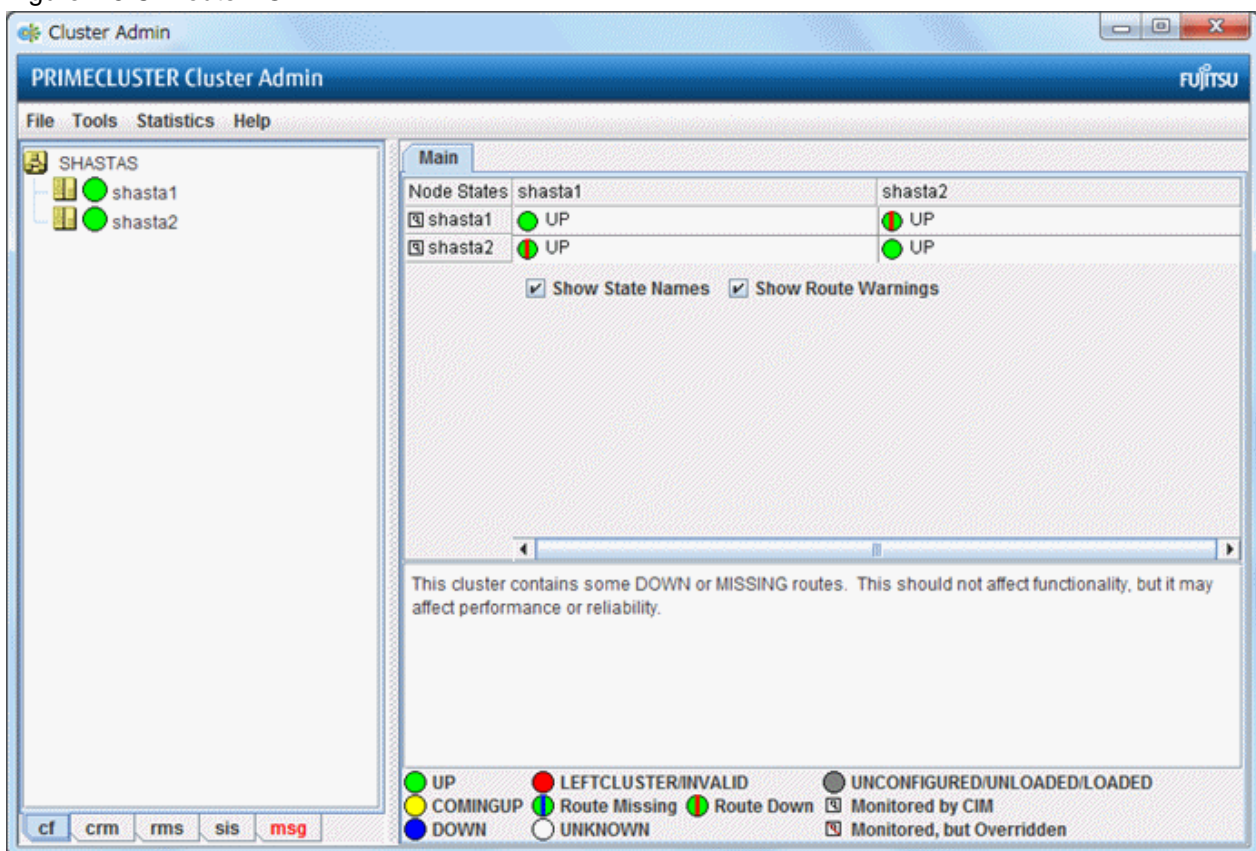 Cluster Admin
PRIMECLUSTER Cluster Admin
FUJITSU
File Tools Statistics Help
SHASTAS
shasta1
shasta2
Main
Node States shasta1 shasta2
shasta1 UP UP
shasta2 UP UP
Show State Names Show Route Warnings
This cluster contains some DOWN or MISSING routes. This should not affect functionality, but it may
affect performance or reliability.
UP LEFTCLUSTER/INVALID UNCONFIGURED/UNLOADED/LOADED
COMINGUP Route Missing Route Down Monitored by CIM
DOWN UNKNOWN Monitored, but Overridden
cf crm rms sis msg